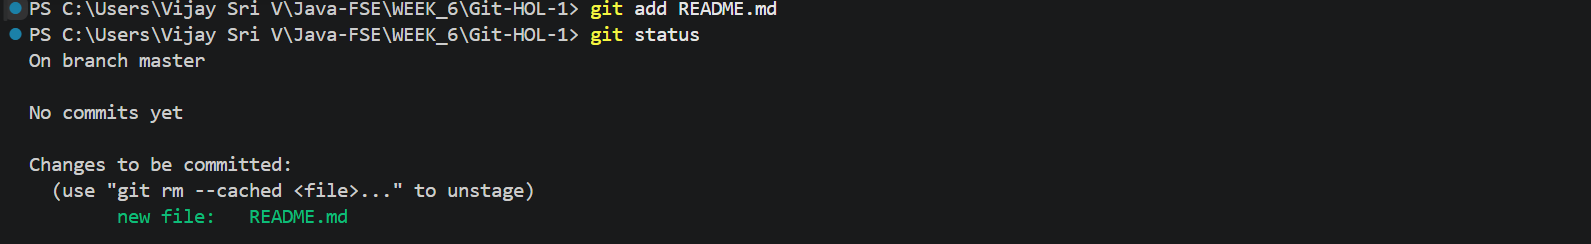 PS C:\Users\Vijay Sri V\Java-FSE\WEEK_6\Git-HOL-1> git add README.md
PS C:\Users\Vijay Sri V\Java-FSE\WEEK_6\Git-HOL-1> git status
On branch master
No commits yet
Changes to be committed:
  (use "git rm --cached <file>..." to unstage)
        new file:   README.md